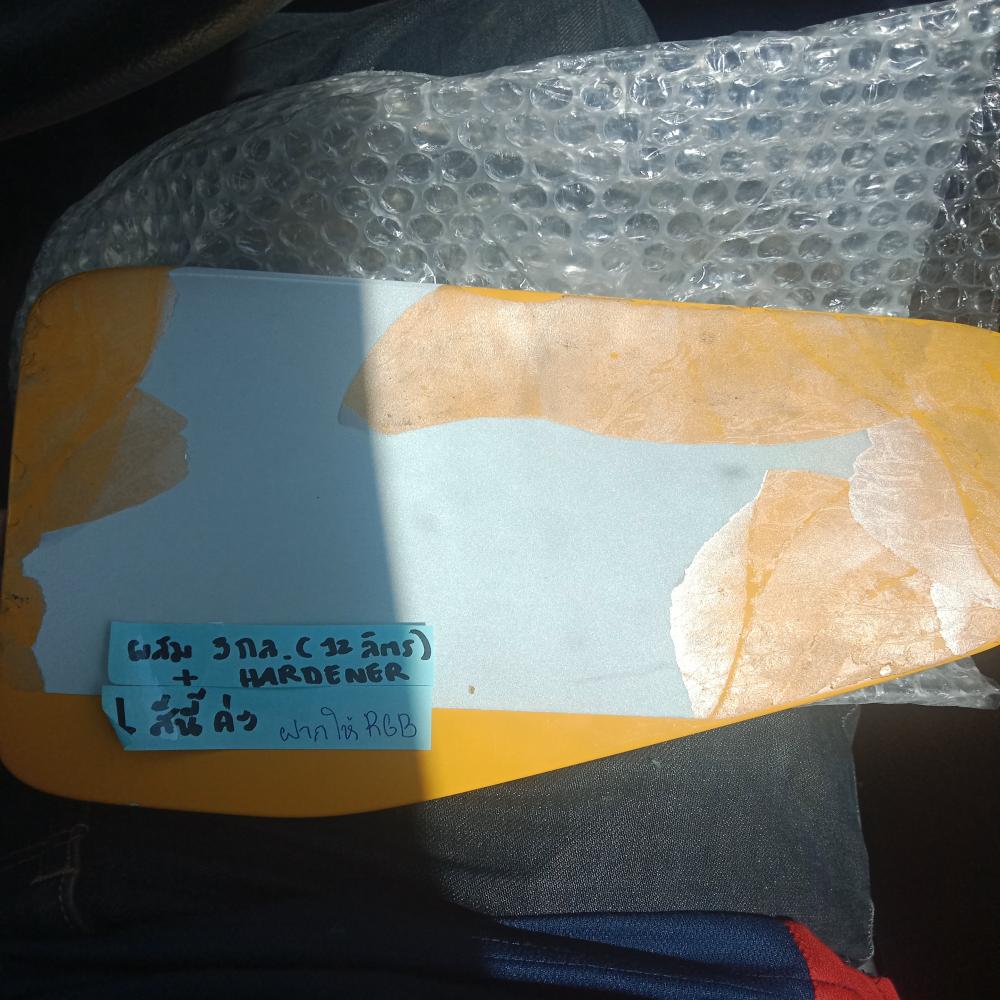 ผสม 3 กล. (12 ลิตร)
+ HARDENER
สีนี้ ค่ะ ฝากให้ RGB